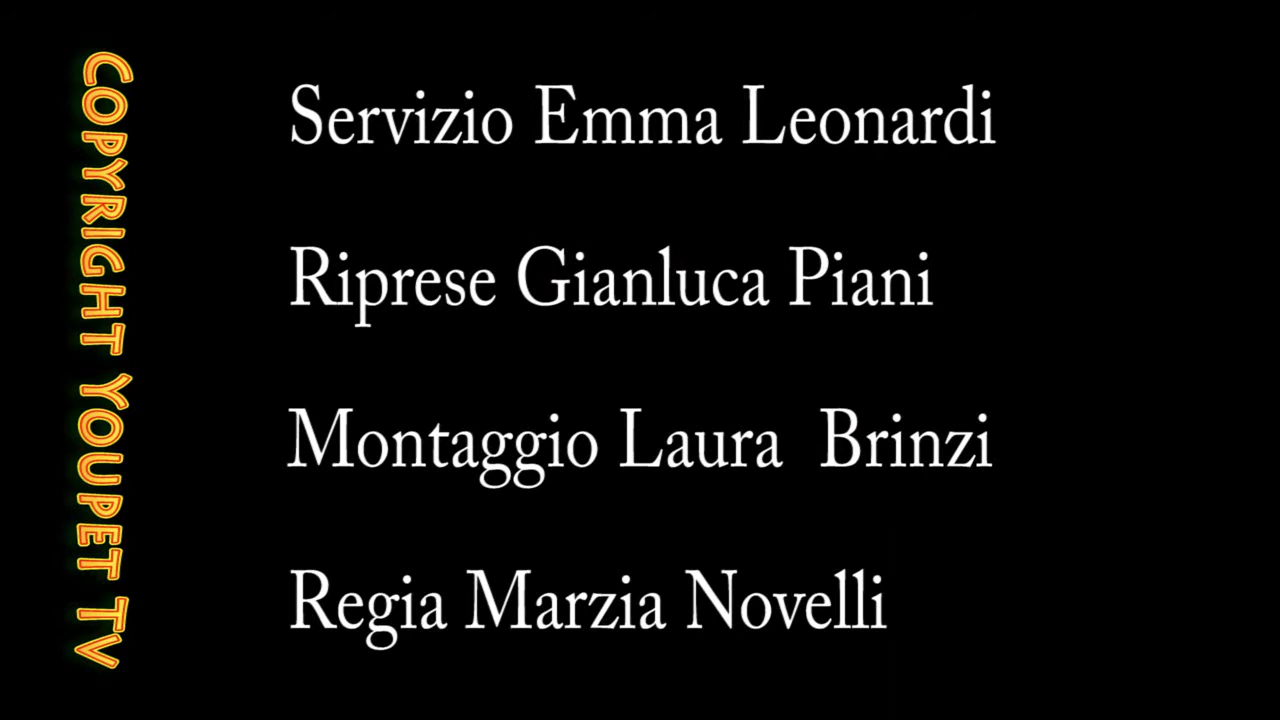 COPYRIGHT YOUPET TV
Servizio Emma Leonardi
Riprese Gianluca Piani
Montaggio Laura  Brinzi
Regia Marzia Novelli